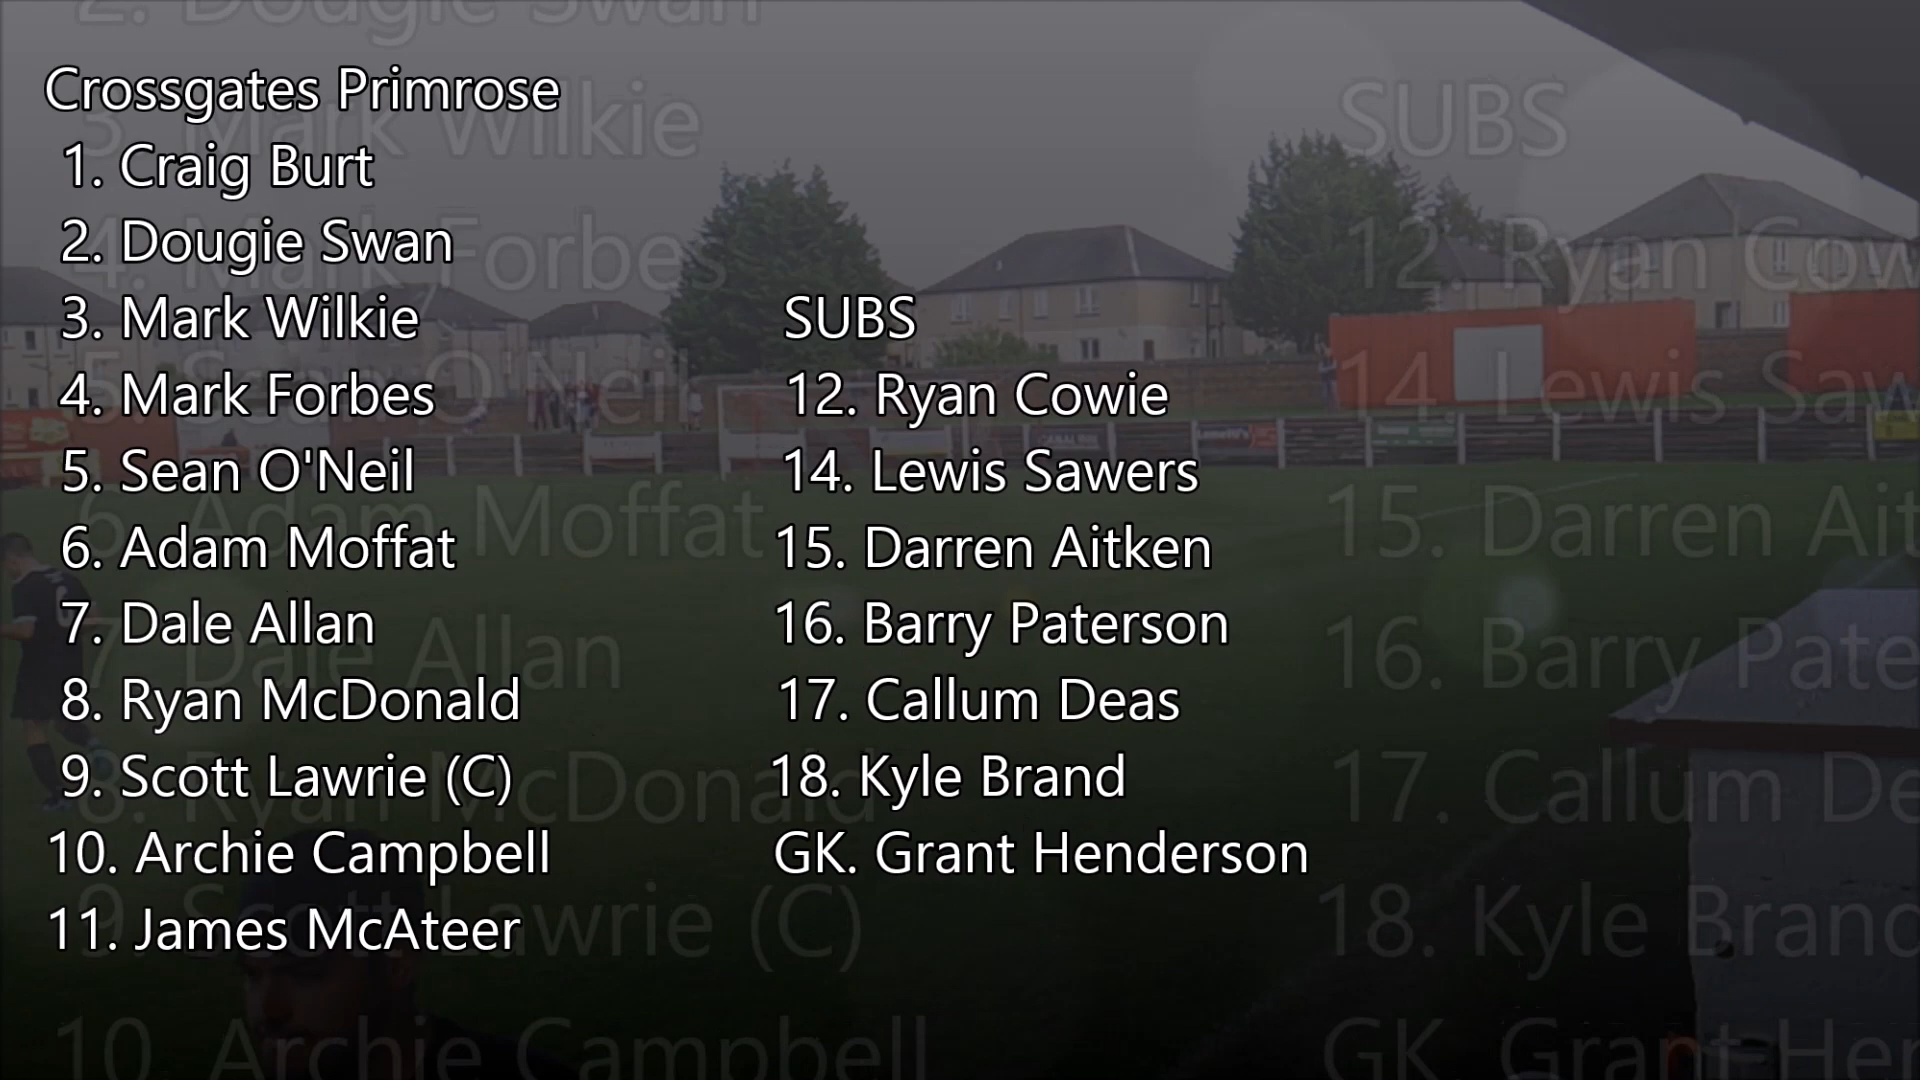 Crossgates Primrose
1. Craig Burt
2. Dougie Swan
3. Mark Wilkie
4. Mark Forbes
5. Sean O'Neil
6. Adam Moffat
7. Dale Allan
8. Ryan McDonald
9. Scott Lawrie (C)
10. Archie Campbell
11. James McAteer
SUBS
12. Ryan Cowie
14. Lewis Sawers
15. Darren Aitken
16. Barry Paterson
17. Callum Deas
18. Kyle Brand
GK. Grant Henderson